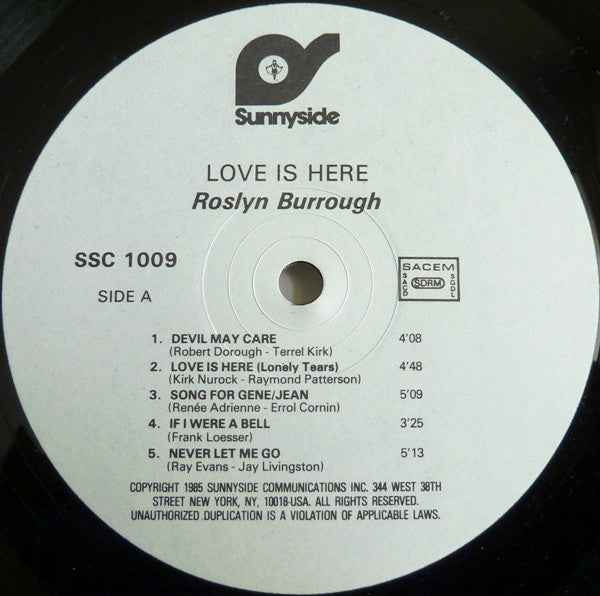 Sunnyside
LOVE IS HERE
Roslyn Burrough
SSC 1009
SIDE A
SACEM
SACD
SDRM
SGDL
1. DEVIL MAY CARE 4'08
(Robert Dorough - Terrel Kirk)
2. LOVE IS HERE (Lonely Tears) 4'48
(Kirk Nurock - Raymond Patterson)
3. SONG FOR GENE/JEAN 5'09
(Renée Adrienne - Errol Cornin)
4. IF I WERE A BELL 3'25
(Frank Loesser)
5. NEVER LET ME GO 5'13
(Ray Evans - Jay Livingston)
COPYRIGHT 1985 SUNNYSIDE COMMUNICATIONS INC. 344 WEST 38TH
STREET NEW YORK, NY, 10018-USA. ALL RIGHTS RESERVED.
UNAUTHORIZED DUPLICATION IS A VIOLATION OF APPLICABLE LAWS.